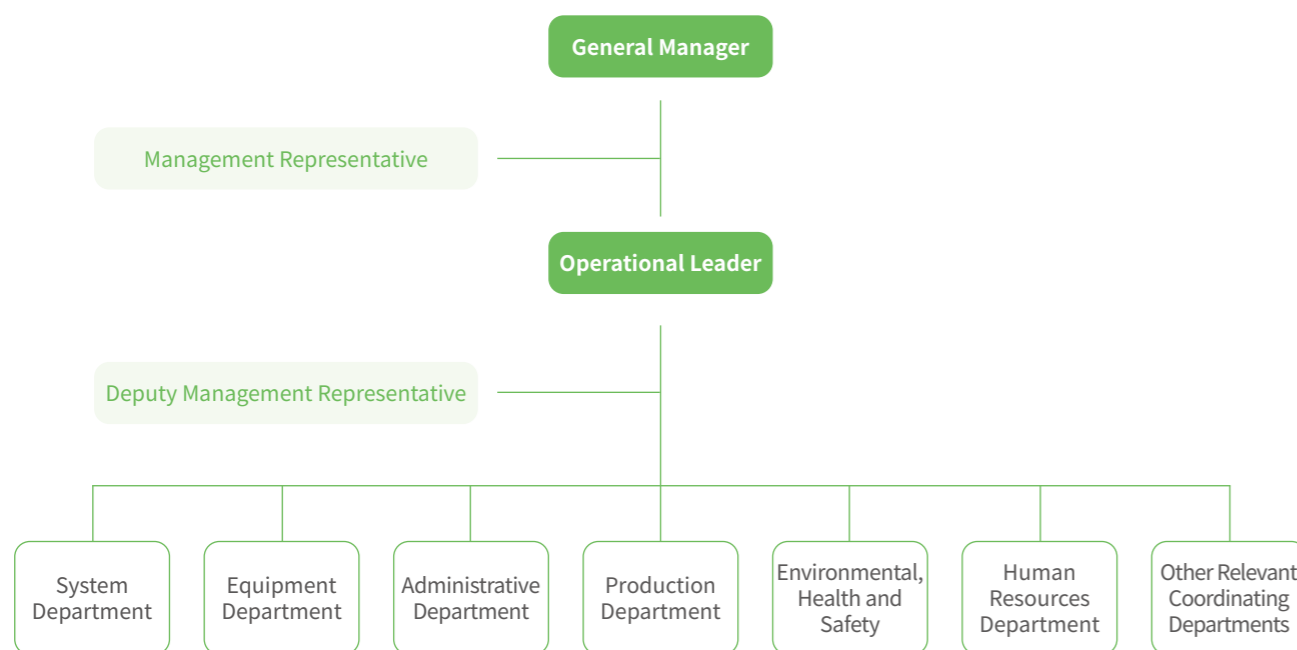 General Manager
Management Representative
Operational Leader
Deputy Management Representative
System
Department
Equipment
Department
Administrative
Department
Production
Department
Environmental,
Health and
Safety
Human
Resources
Department
Other Relevant
Coordinating
Departments